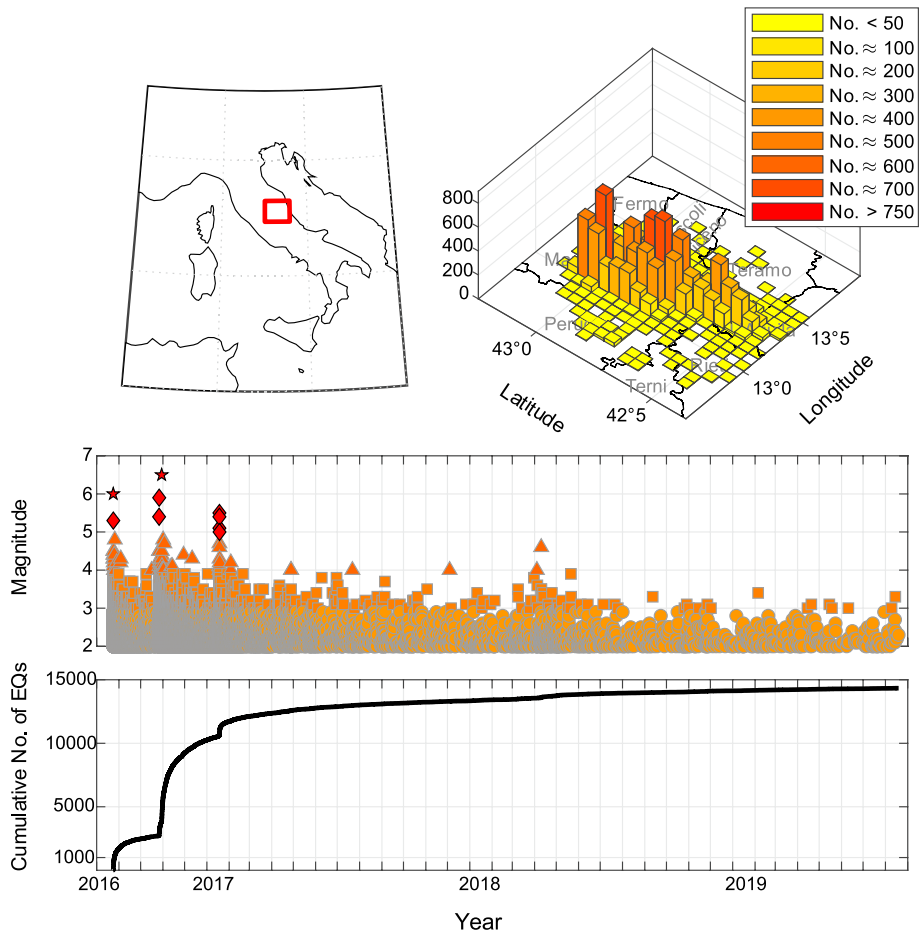 No. < 50
No. ≈ 100
No. ≈ 200
No. ≈ 300
No. ≈ 400
No. ≈ 500
No. ≈ 600
No. ≈ 700
No. > 750
800
600
400
200
0
Fermo
Teramo
Terni
43°0
42°5
13°0
13°5
Latitude
Longitude
7
6
5
4
3
2
Magnitude
15000
10000
5000
1000
Cumulative No. of EQs
2016
2017
2018
2019
Year